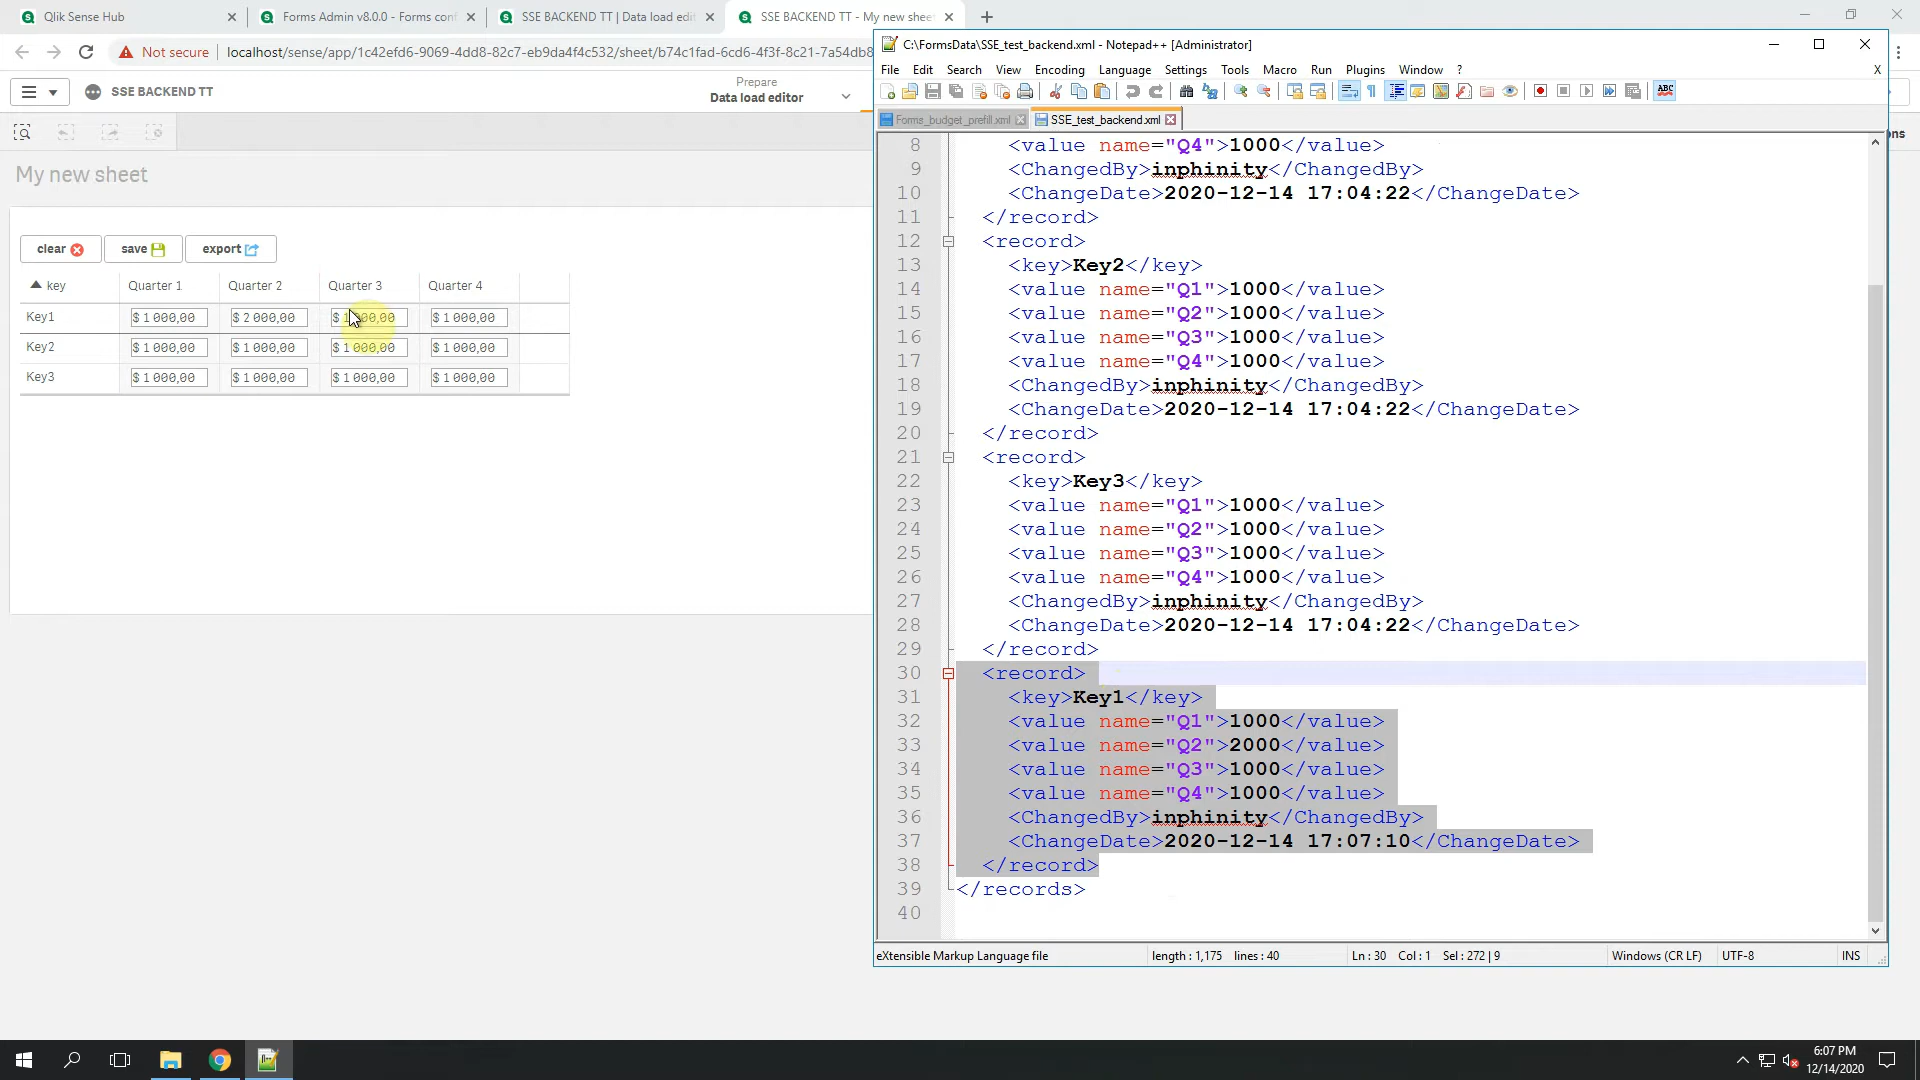 Qlik Sense Hub
Forms Admin v8.0.0 - Forms conf
SSE BACKEND TT | Data load edit
SSE BACKEND TT - My new sheet
Not secure
localhost/sense/app/1c42efd6-9069-4dd8-82c7-eb9da4f4c532/sheet/b74c1fad-6cd6-4f3f-8c21-7a54db8
SSE BACKEND TT
Prepare
Data load editor
My new sheet
clear
save
export
key Quarter 1 Quarter 2 Quarter 3 Quarter 4
Key1 $ 1 000,00 $ 2 000,00 $ 1 000,00 $ 1 000,00
Key2 $ 1 000,00 $ 1 000,00 $ 1 000,00 $ 1 000,00
Key3 $ 1 000,00 $ 1 000,00 $ 1 000,00 $ 1 000,00
C:\FormsData\SSE_test_backend.xml - Notepad++ [Administrator]
File Edit Search View Encoding Language Settings Tools Macro Run Plugins Window ? X
ABC
ns
Forms_budget_prefill.xml
SSE_test_backend.xml
8 <value name="Q4">1000</value>
9 <ChangedBy>inphinity</ChangedBy>
10 <ChangeDate>2020-12-14 17:04:22</ChangeDate>
11 </record>
12 <record>
13 <key>Key2</key>
14 <value name="Q1">1000</value>
15 <value name="Q2">1000</value>
16 <value name="Q3">1000</value>
17 <value name="Q4">1000</value>
18 <ChangedBy>inphinity</ChangedBy>
19 <ChangeDate>2020-12-14 17:04:22</ChangeDate>
20 </record>
21 <record>
22 <key>Key3</key>
23 <value name="Q1">1000</value>
24 <value name="Q2">1000</value>
25 <value name="Q3">1000</value>
26 <value name="Q4">1000</value>
27 <ChangedBy>inphinity</ChangedBy>
28 <ChangeDate>2020-12-14 17:04:22</ChangeDate>
29 </record>
30 <record>
31 <key>Key1</key>
32 <value name="Q1">1000</value>
33 <value name="Q2">2000</value>
34 <value name="Q3">1000</value>
35 <value name="Q4">1000</value>
36 <ChangedBy>inphinity</ChangedBy>
37 <ChangeDate>2020-12-14 17:07:10</ChangeDate>
38 </record>
39 </records>
40
eXtensible Markup Language file length : 1,175 lines : 40 Ln : 30 Col : 1 Sel : 272 | 9 Windows (CR LF) UTF-8 INS
6:07 PM
12/14/2020